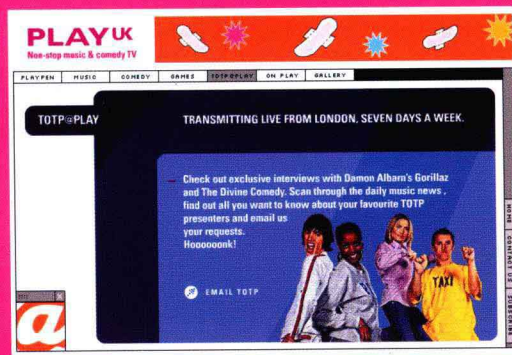 PLAY UK
Non-stop music & comedy TV
PLAYPEN MUSIC COMEDY GAMES TOTP@PLAY ON PLAY GALLERY
TOTP@PLAY
TRANSMITTING LIVE FROM LONDON, SEVEN DAYS A WEEK.
Check out exclusive interviews with Damon Albarn's Gorillaz
and The Divine Comedy. Scan through the daily music news,
find out all you want to know about your favourite TOTP
presenters and email us
your requests.
Hoooooonk!
EMAIL TOTP
TAXI
HOME CONTACT US SUBSCRIBE
@